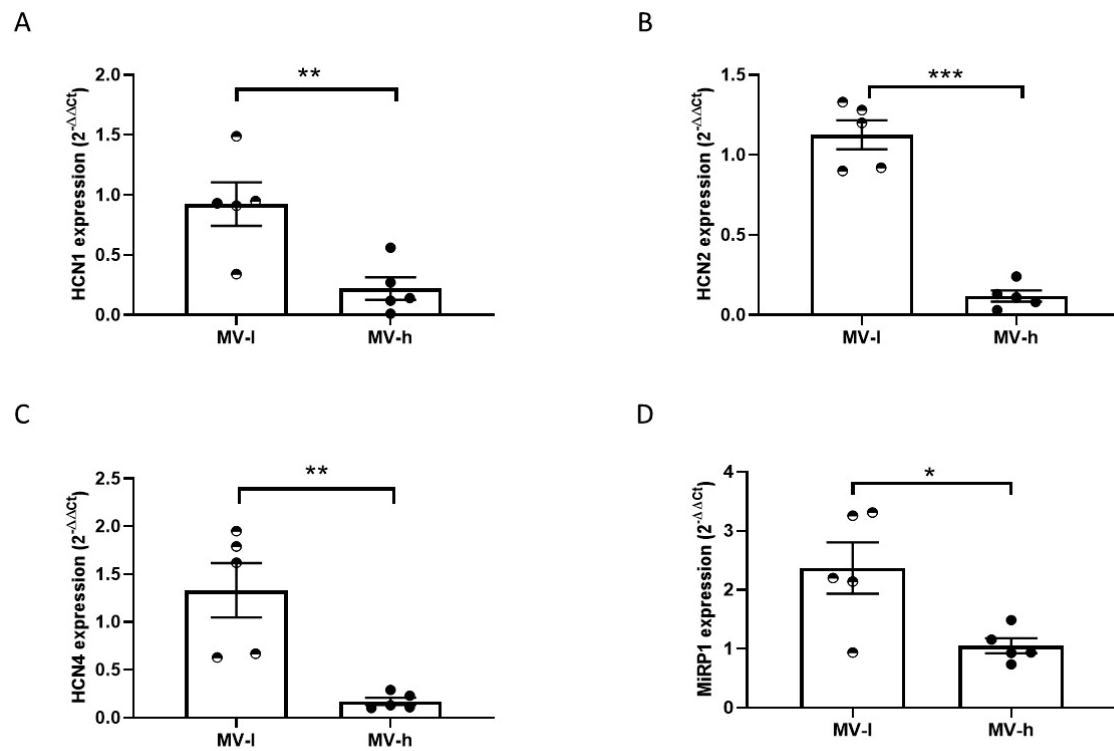 A
HCN1 expression (2^-ΔΔCt)
2.0
1.5
1.0
0.5
0.0
**
MV-l
MV-h
B
HCN2 expression (2^-ΔΔCt)
1.5
1.0
0.5
0.0
***
MV-l
MV-h
C
HCN4 expression (2^-ΔΔCt)
2.5
2.0
1.5
1.0
0.5
0.0
**
MV-l
MV-h
D
MiRP1 expression (2^-ΔΔCt)
4
3
2
1
0
*
MV-l
MV-h